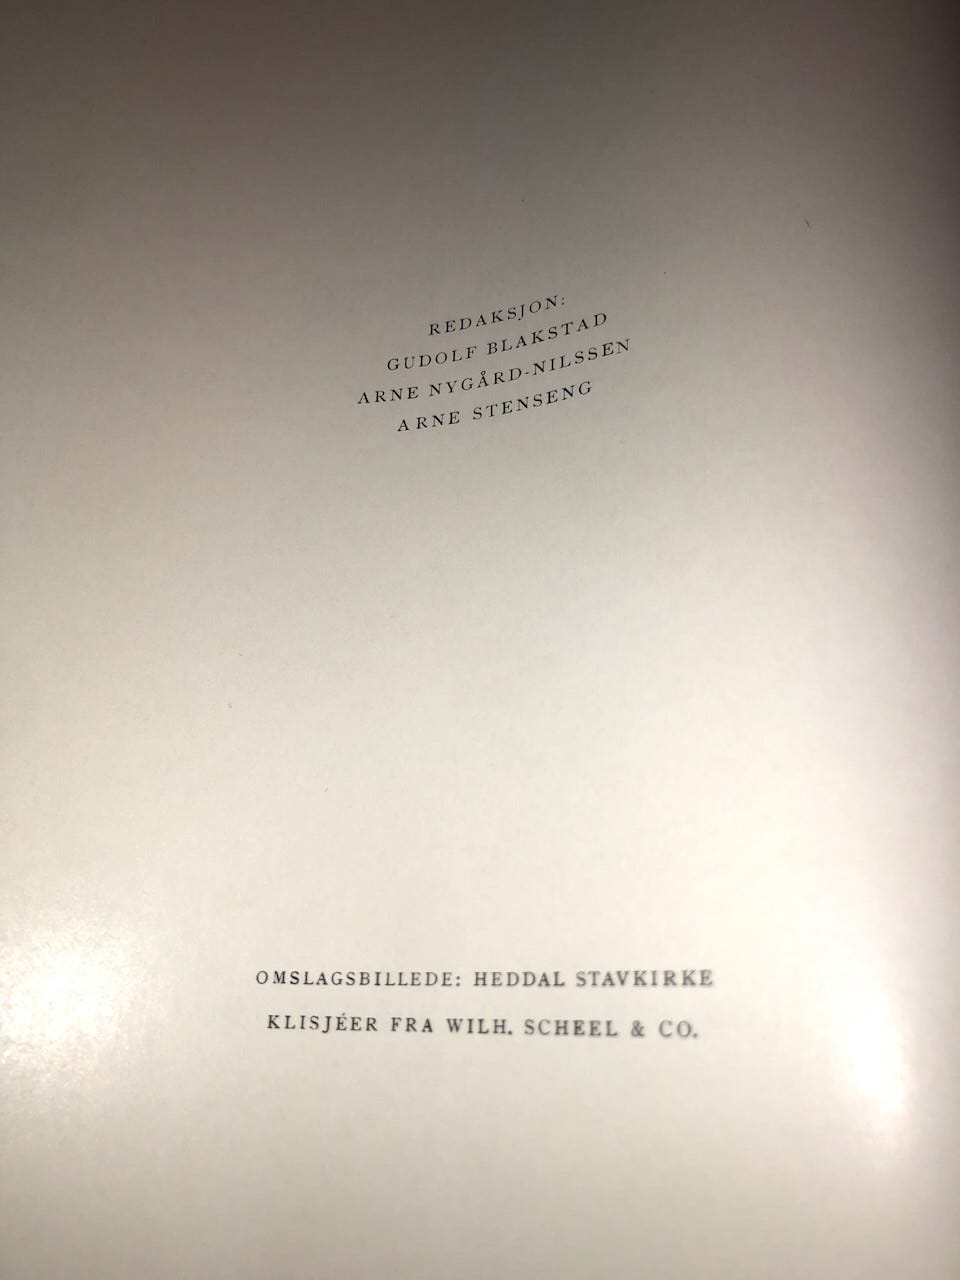 REDAKSJON:
GUDOLF BLAKSTAD
ARNE NYGÅRD-NILSSEN
ARNE STENSENG
OMSLAGSBILLEDE: HEDDAL STAVKIRKE
KLISJÉER FRA WILH. SCHEEL & CO.